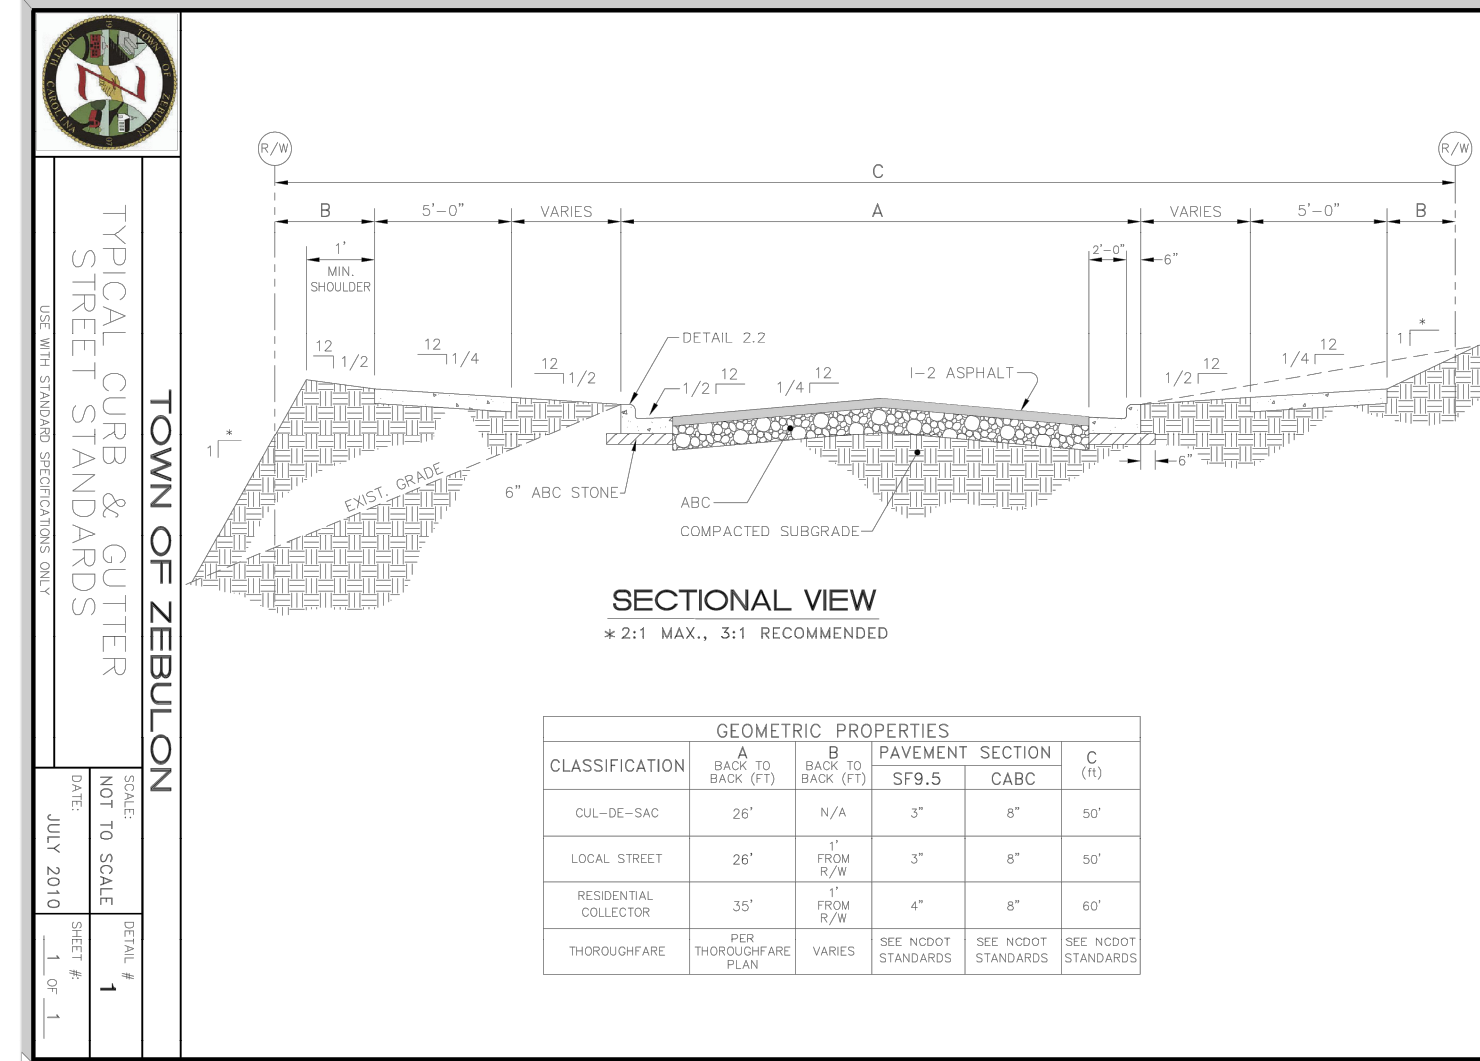 TOWN OF ZEBULON
NORTH CAROLINA
19
07
TOWN OF ZEBULON
TYPICAL CURB & GUTTER
STREET STANDARDS
USE WITH STANDARD SPECIFICATIONS ONLY
SCALE:
NOT TO SCALE
DATE:
JULY 2010
DETAIL #
1
SHEET #:
1 OF 1
R/W
R/W
C
B
5'-0"
VARIES
A
VARIES
5'-0"
B
1'
MIN.
SHOULDER
2'-0"
6"
12
1/2
12
1/4
12
1/2
DETAIL 2.2
1/2
12
1/4
12
I-2 ASPHALT
12
1/2
12
1/4
*
1
*
1
EXIST. GRADE
6" ABC STONE
ABC
COMPACTED SUBGRADE
6"
SECTIONAL VIEW
* 2:1 MAX., 3:1 RECOMMENDED
GEOMETRIC PROPERTIES
CLASSIFICATION
A
BACK TO
BACK (FT)
B
BACK TO
BACK (FT)
PAVEMENT SECTION
SF9.5
CABC
C
(ft)
CUL-DE-SAC 26' N/A 3" 8" 50'
LOCAL STREET 26'
1'
FROM
R/W
3" 8" 50'
RESIDENTIAL
COLLECTOR
35'
1'
FROM
R/W
4" 8" 60'
THOROUGHFARE
PER
THOROUGHFARE
PLAN
VARIES
SEE NCDOT
STANDARDS
SEE NCDOT
STANDARDS
SEE NCDOT
STANDARDS